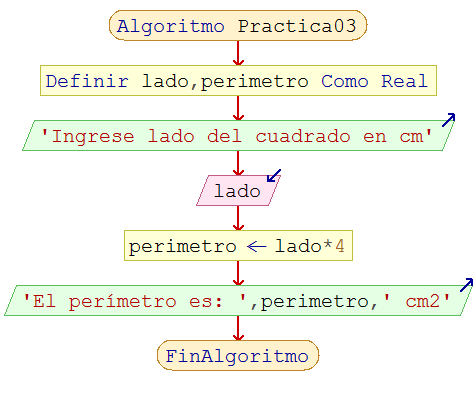 Algoritmo Practica03
Definir lado,perimetro Como Real
'Ingrese lado del cuadrado en cm'
lado
perimetro ← lado*4
'El perímetro es: ',perimetro,' cm2'
FinAlgoritmo